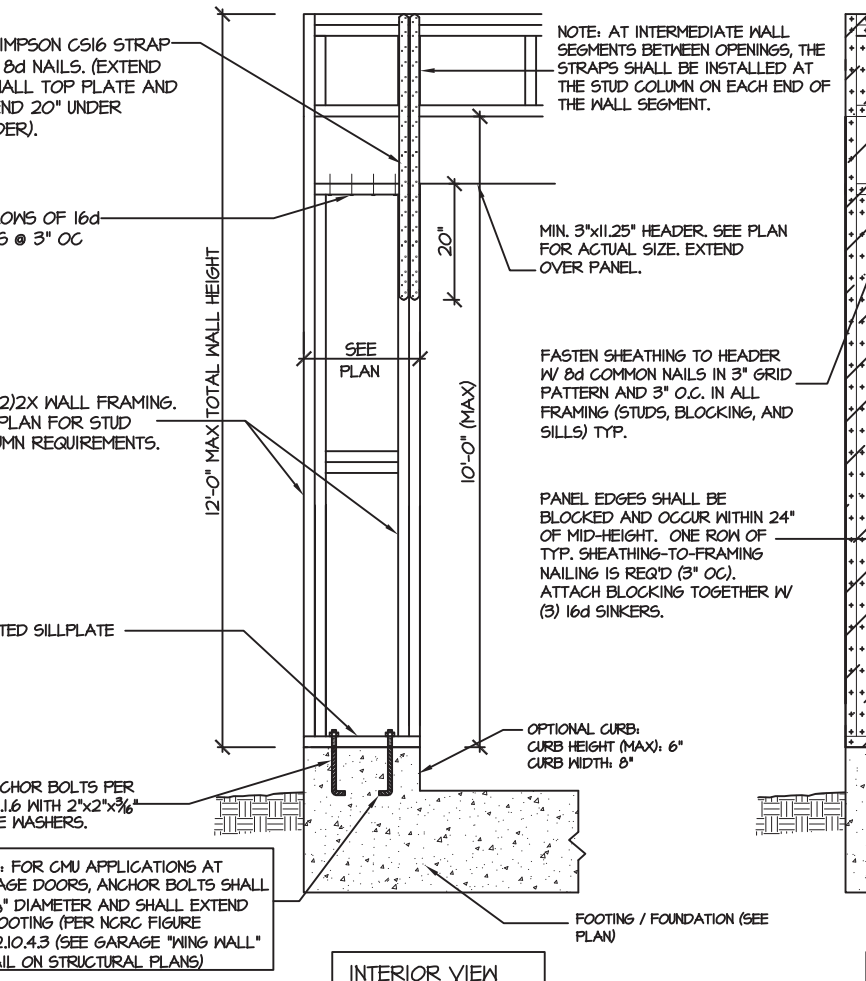 IMPSON CS16 STRAP
8d NAILS. (EXTEND
HALL TOP PLATE AND
END 20" UNDER
DER).
NOTE: AT INTERMEDIATE WALL
SEGMENTS BETWEEN OPENINGS, THE
STRAPS SHALL BE INSTALLED AT
THE STUD COLUMN ON EACH END OF
THE WALL SEGMENT.
OWS OF 16d
S @ 3" OC
20"
MIN. 3"x11.25" HEADER. SEE PLAN
FOR ACTUAL SIZE. EXTEND
OVER PANEL.
12'-0" MAX TOTAL WALL HEIGHT
SEE
PLAN
10'-0" (MAX)
FASTEN SHEATHING TO HEADER
W/ 8d COMMON NAILS IN 3" GRID
PATTERN AND 3" O.C. IN ALL
FRAMING (STUDS, BLOCKING, AND
SILLS) TYP.
2)2X WALL FRAMING.
PLAN FOR STUD
UMN REQUIREMENTS.
PANEL EDGES SHALL BE
BLOCKED AND OCCUR WITHIN 24"
OF MID-HEIGHT. ONE ROW OF
TYP. SHEATHING-TO-FRAMING
NAILING IS REQ'D (3" OC).
ATTACH BLOCKING TOGETHER W/
(3) 16d SINKERS.
TED SILLPLATE
OPTIONAL CURB:
CURB HEIGHT (MAX): 6"
CURB WIDTH: 8"
CHOR BOLTS PER
.1.6 WITH 2"x2"x3/16"
E WASHERS.
: FOR CMU APPLICATIONS AT
AGE DOORS, ANCHOR BOLTS SHALL
" DIAMETER AND SHALL EXTEND
OOTING (PER NCRC FIGURE
2.10.4.3 (SEE GARAGE "WING WALL"
AIL ON STRUCTURAL PLANS)
FOOTING / FOUNDATION (SEE
PLAN)
INTERIOR VIEW